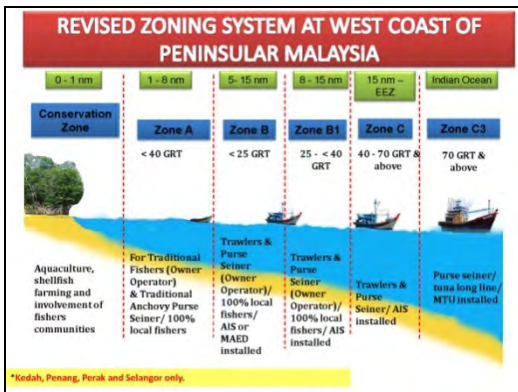 REVISED ZONING SYSTEM AT WEST COAST OF
PENINSULAR MALAYSIA
0 - 1 nm
1 - 8 nm
5- 15 nm
8 - 15 nm
15 nm –
EEZ
Indian Ocean
Conservation
Zone
Zone A
Zone B
Zone B1
Zone C
Zone C3
< 40 GRT
< 25 GRT
25 - < 40
GRT
40 - 70 GRT &
above
70 GRT &
above
Aquaculture,
shellfish
farming and
involvement of
fishers
communities
For Traditional
Fishers (Owner
Operator)
& Traditional
Anchovy Purse
Seiner/ 100%
local fishers
Trawlers &
Purse
Seiner
(Owner
Operator)/
100% local
fishers/
AIS or
MAED
installed
Trawlers &
Purse
Seiner
(Owner
Operator)/
100% local
fishers/ AIS
installed
Trawlers &
Purse
Seiner/ AIS
installed
Purse seiner/
tuna long line/
MTU installed
*Kedah, Penang, Perak and Selangor only.